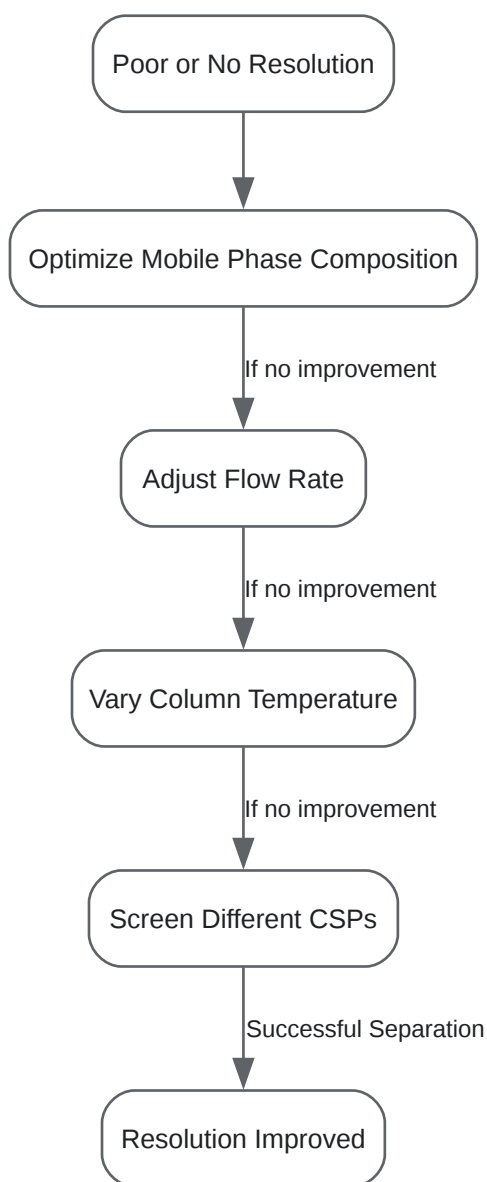 Poor or No Resolution
Optimize Mobile Phase Composition
If no improvement
Adjust Flow Rate
If no improvement
Vary Column Temperature
If no improvement
Screen Different CSPs
Successful Separation
Resolution Improved